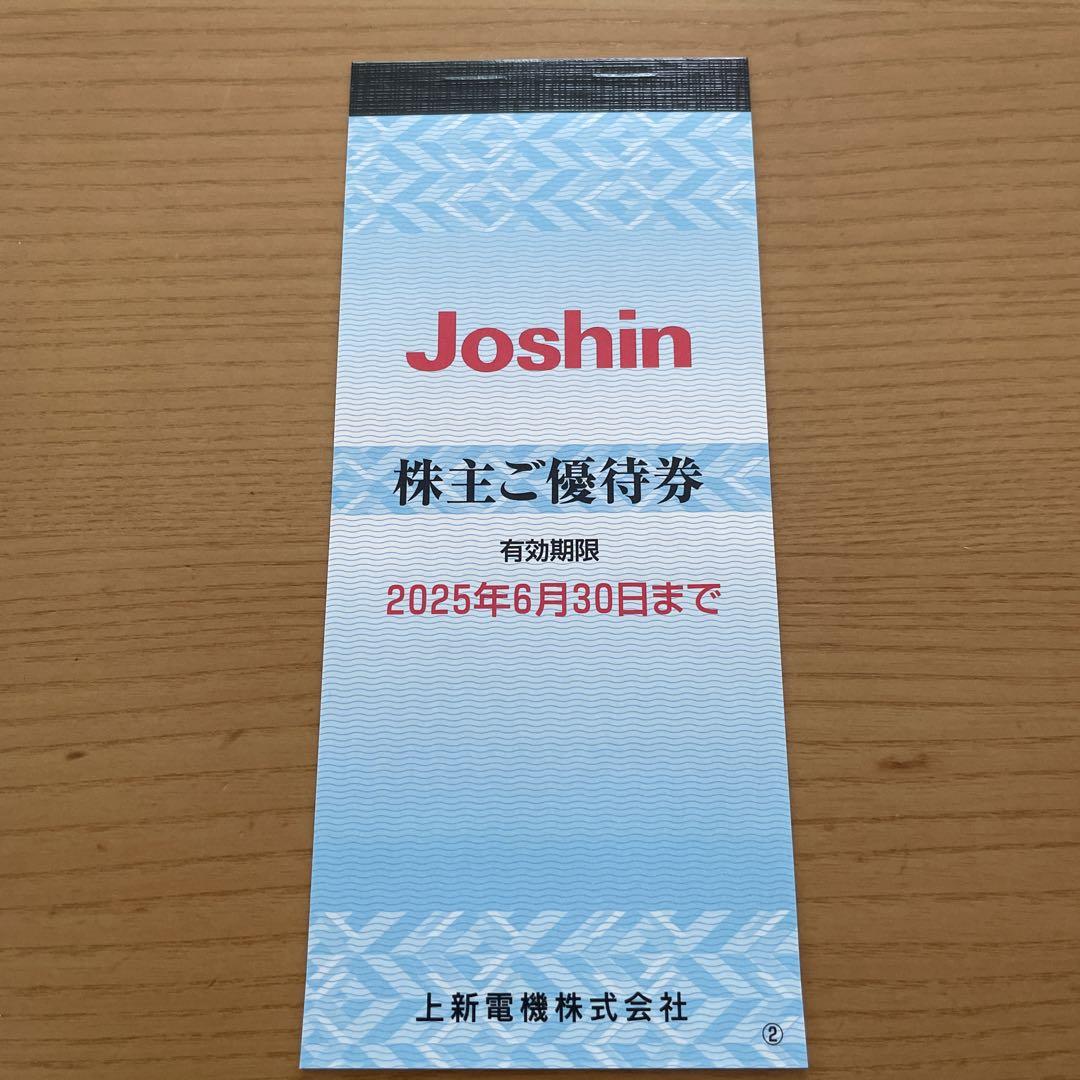 Joshin
株主ご優待券
有効期限
2025年6月30日まで
上新電機株式会社
②